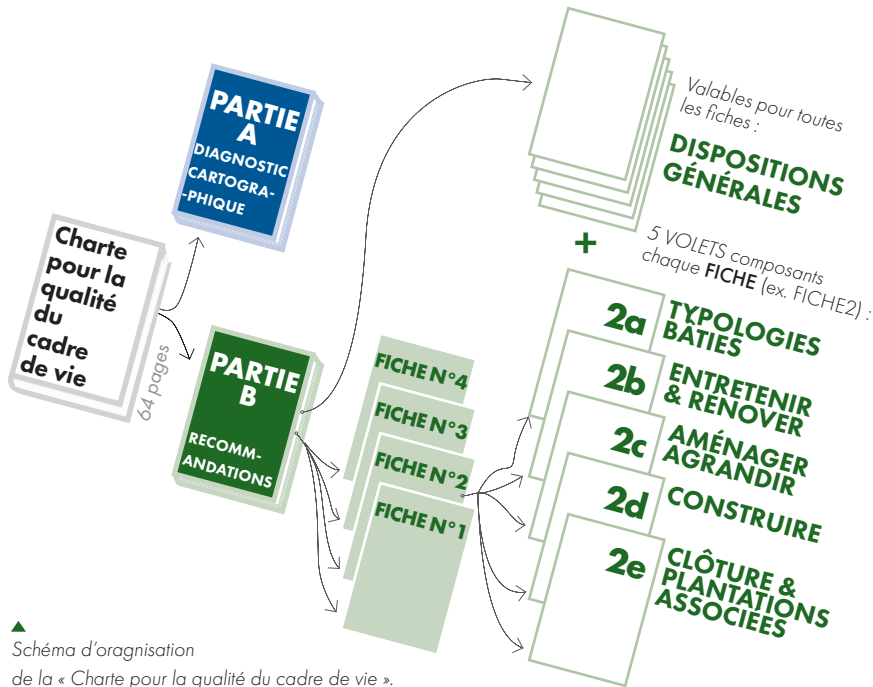 Charte
pour la
qualité
du
cadre
de vie
64 pages
PARTIE
A
DIAGNOSTIC
CARTOGRA-
-PHIQUE
PARTIE
B
RECOMM-
ANDATIONS
FICHE N°4
FICHE N°3
FICHE N°2
FICHE N°1
Valables pour toutes
les fiches :
DISPOSITIONS
GÉNÉRALES
+
5 VOLETS composants
chaque FICHE (ex. FICHE2) :
2a TYPOLOGIES
BÂTIES
2b ENTRETENIR
& RÉNOVER
2c AMÉNAGER
AGRANDIR
2d CONSTRUIRE
2e CLÔTURE &
PLANTATIONS
ASSOCIÉES
Schéma d'oragnisation
de la « Charte pour la qualité du cadre de vie ».